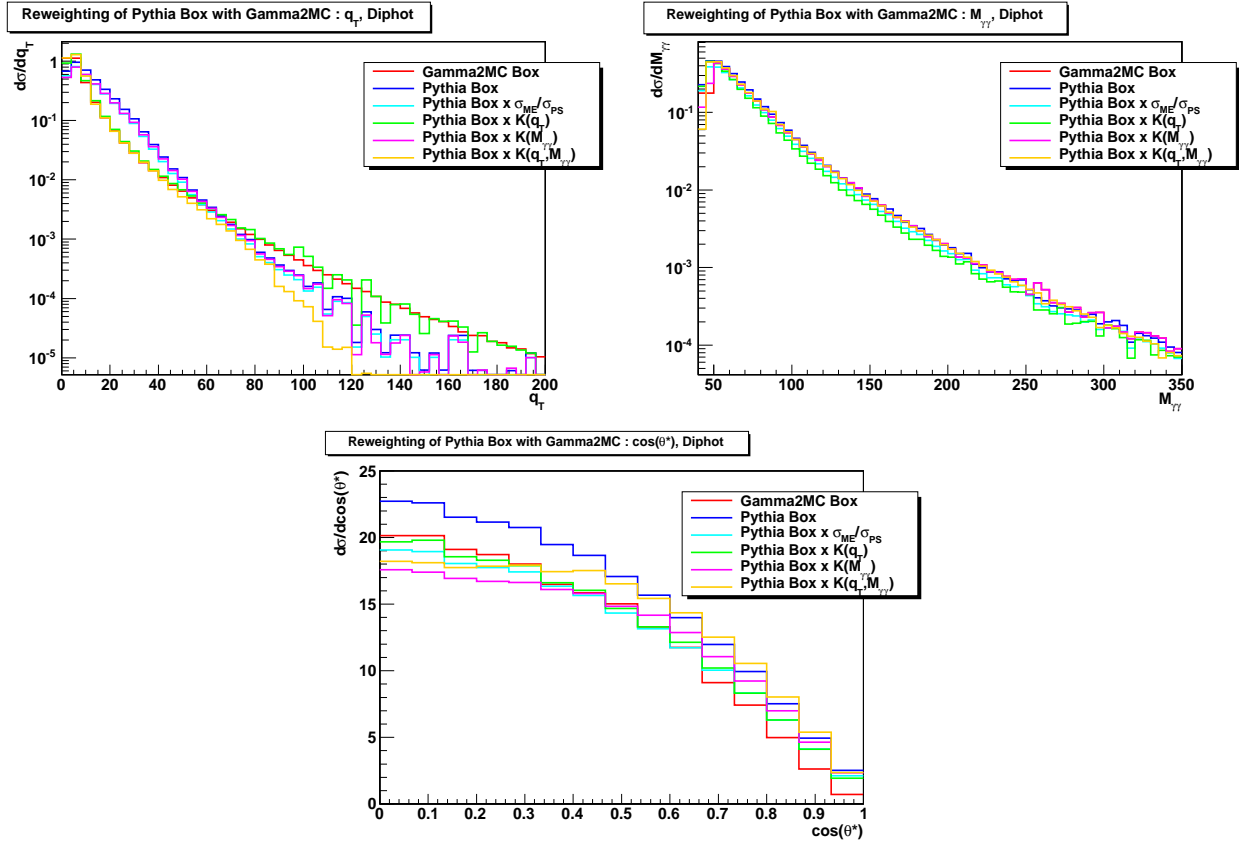 Reweighting of Pythia Box with Gamma2MC : q_T, Diphot
dσ/dq_T
1
10^-1
10^-2
10^-3
10^-4
10^-5
0 20 40 60 80 100 120 140 160 180 200
q_T
Gamma2MC Box
Pythia Box
Pythia Box x σ_ME/σ_PS
Pythia Box x K(q_T)
Pythia Box x K(M_γγ)
Pythia Box x K(q_T,M_γγ)
Reweighting of Pythia Box with Gamma2MC : M_γγ, Diphot
dσ/dM_γγ
10^-1
10^-2
10^-3
10^-4
50 100 150 200 250 300 350
M_γγ
Gamma2MC Box
Pythia Box
Pythia Box x σ_ME/σ_PS
Pythia Box x K(q_T)
Pythia Box x K(M_γγ)
Pythia Box x K(q_T,M_γγ)
Reweighting of Pythia Box with Gamma2MC : cos(θ*), Diphot
dσ/dcos(θ*)
25
20
15
10
5
0
0 0.1 0.2 0.3 0.4 0.5 0.6 0.7 0.8 0.9 1
cos(θ*)
Gamma2MC Box
Pythia Box
Pythia Box x σ_ME/σ_PS
Pythia Box x K(q_T)
Pythia Box x K(M_γγ)
Pythia Box x K(q_T,M_γγ)